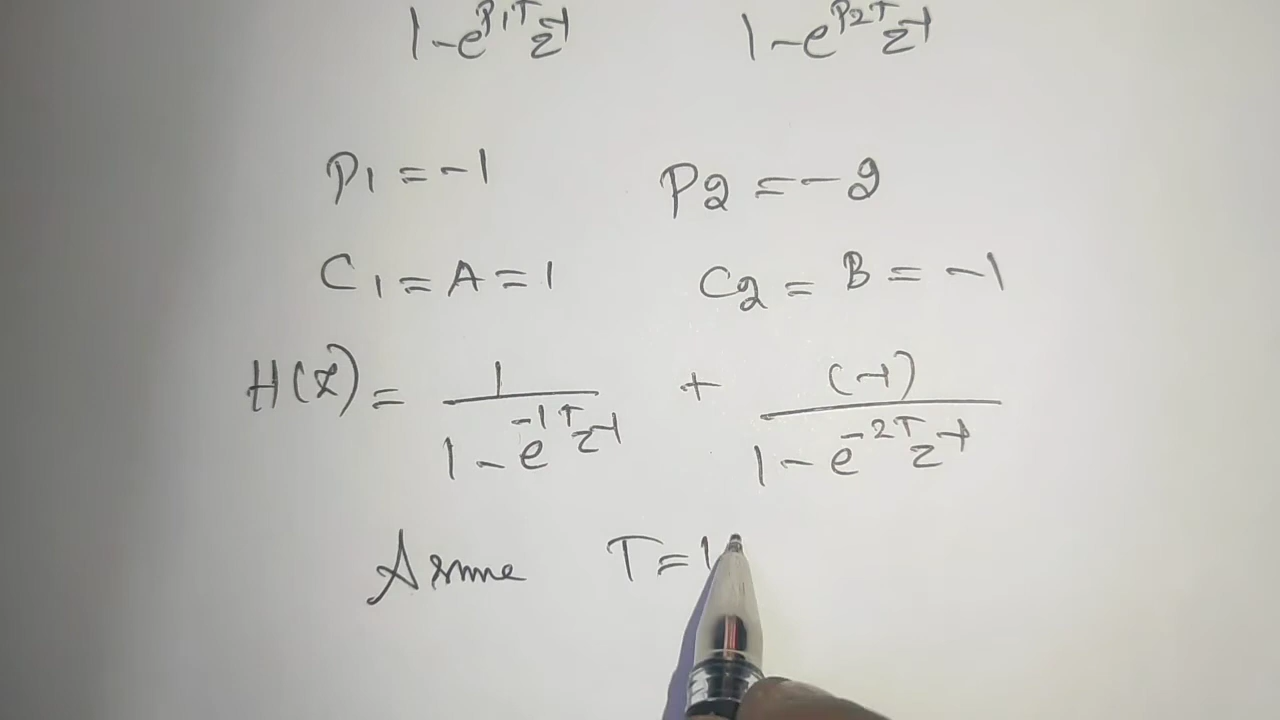 1-e^{P1T}z^{-1} 1-e^{P2T}z^{-1}
P1 = -1 P2 = -2
C1 = A = 1 C2 = B = -1
H(z) = 1/(1-e^{-1T}z^{-1}) + (-1)/(1-e^{-2T}z^{-1})
Assume T=1